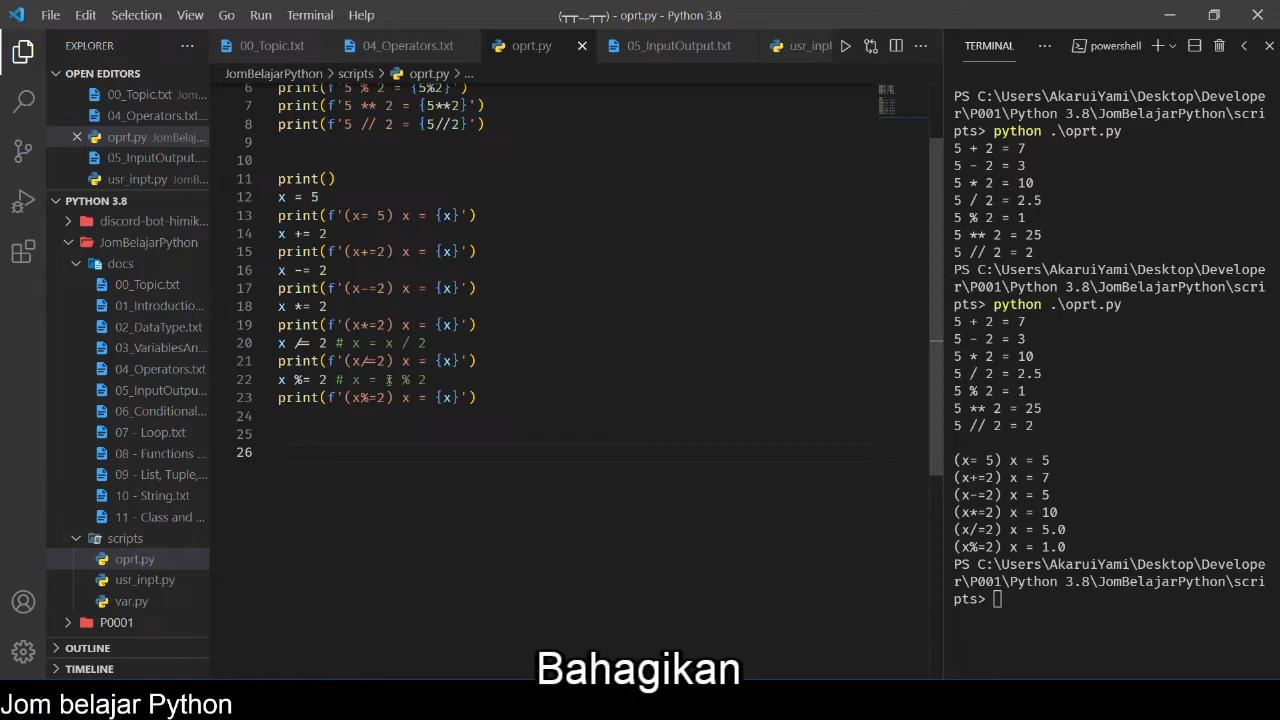 File Edit Selection View Go Run Terminal Help
(┬┬﹏┬┬) - oprt.py - Python 3.8
EXPLORER
00_Topic.txt
04_Operators.txt
oprt.py
05_InputOutput.txt
usr_inpt
TERMINAL
powershell
OPEN EDITORS
00_Topic.txt Jom...
04_Operators.txt...
oprt.py JomBelaj...
05_InputOutput....
usr_inpt.py JomB...
PYTHON 3.8
discord-bot-himik...
JomBelajarPython
docs
00_Topic.txt
01_Introductio...
02_DataType.txt
03_VariablesAn...
04_Operators.txt
05_InputOutpu...
06_Conditional...
07 - Loop.txt
08 - Functions ...
09 - List, Tuple,...
10 - String.txt
11 - Class and ...
scripts
oprt.py
usr_inpt.py
var.py
P0001
OUTLINE
TIMELINE
JomBelajarPython > scripts > oprt.py > ...
6 print(f'5 % 2 = {5%2}')
7 print(f'5 ** 2 = {5**2}')
8 print(f'5 // 2 = {5//2}')
9
10
11 print()
12 x = 5
13 print(f'(x= 5) x = {x}')
14 x += 2
15 print(f'(x+=2) x = {x}')
16 x -= 2
17 print(f'(x-=2) x = {x}')
18 x *= 2
19 print(f'(x*=2) x = {x}')
20 x /= 2 # x = x / 2
21 print(f'(x/=2) x = {x}')
22 x %= 2 # x = x % 2
23 print(f'(x%=2) x = {x}')
24
25
26
PS C:\Users\AkaruiYami\Desktop\Develope
r\P001\Python 3.8\JomBelajarPython\scri
pts> python .\oprt.py
5 + 2 = 7
5 - 2 = 3
5 * 2 = 10
5 / 2 = 2.5
5 % 2 = 1
5 ** 2 = 25
5 // 2 = 2
PS C:\Users\AkaruiYami\Desktop\Develope
r\P001\Python 3.8\JomBelajarPython\scri
pts> python .\oprt.py
5 + 2 = 7
5 - 2 = 3
5 * 2 = 10
5 / 2 = 2.5
5 % 2 = 1
5 ** 2 = 25
5 // 2 = 2
(x= 5) x = 5
(x+=2) x = 7
(x-=2) x = 5
(x*=2) x = 10
(x/=2) x = 5.0
(x%=2) x = 1.0
PS C:\Users\AkaruiYami\Desktop\Develope
r\P001\Python 3.8\JomBelajarPython\scri
pts>
Bahagikan
Jom belajar Python